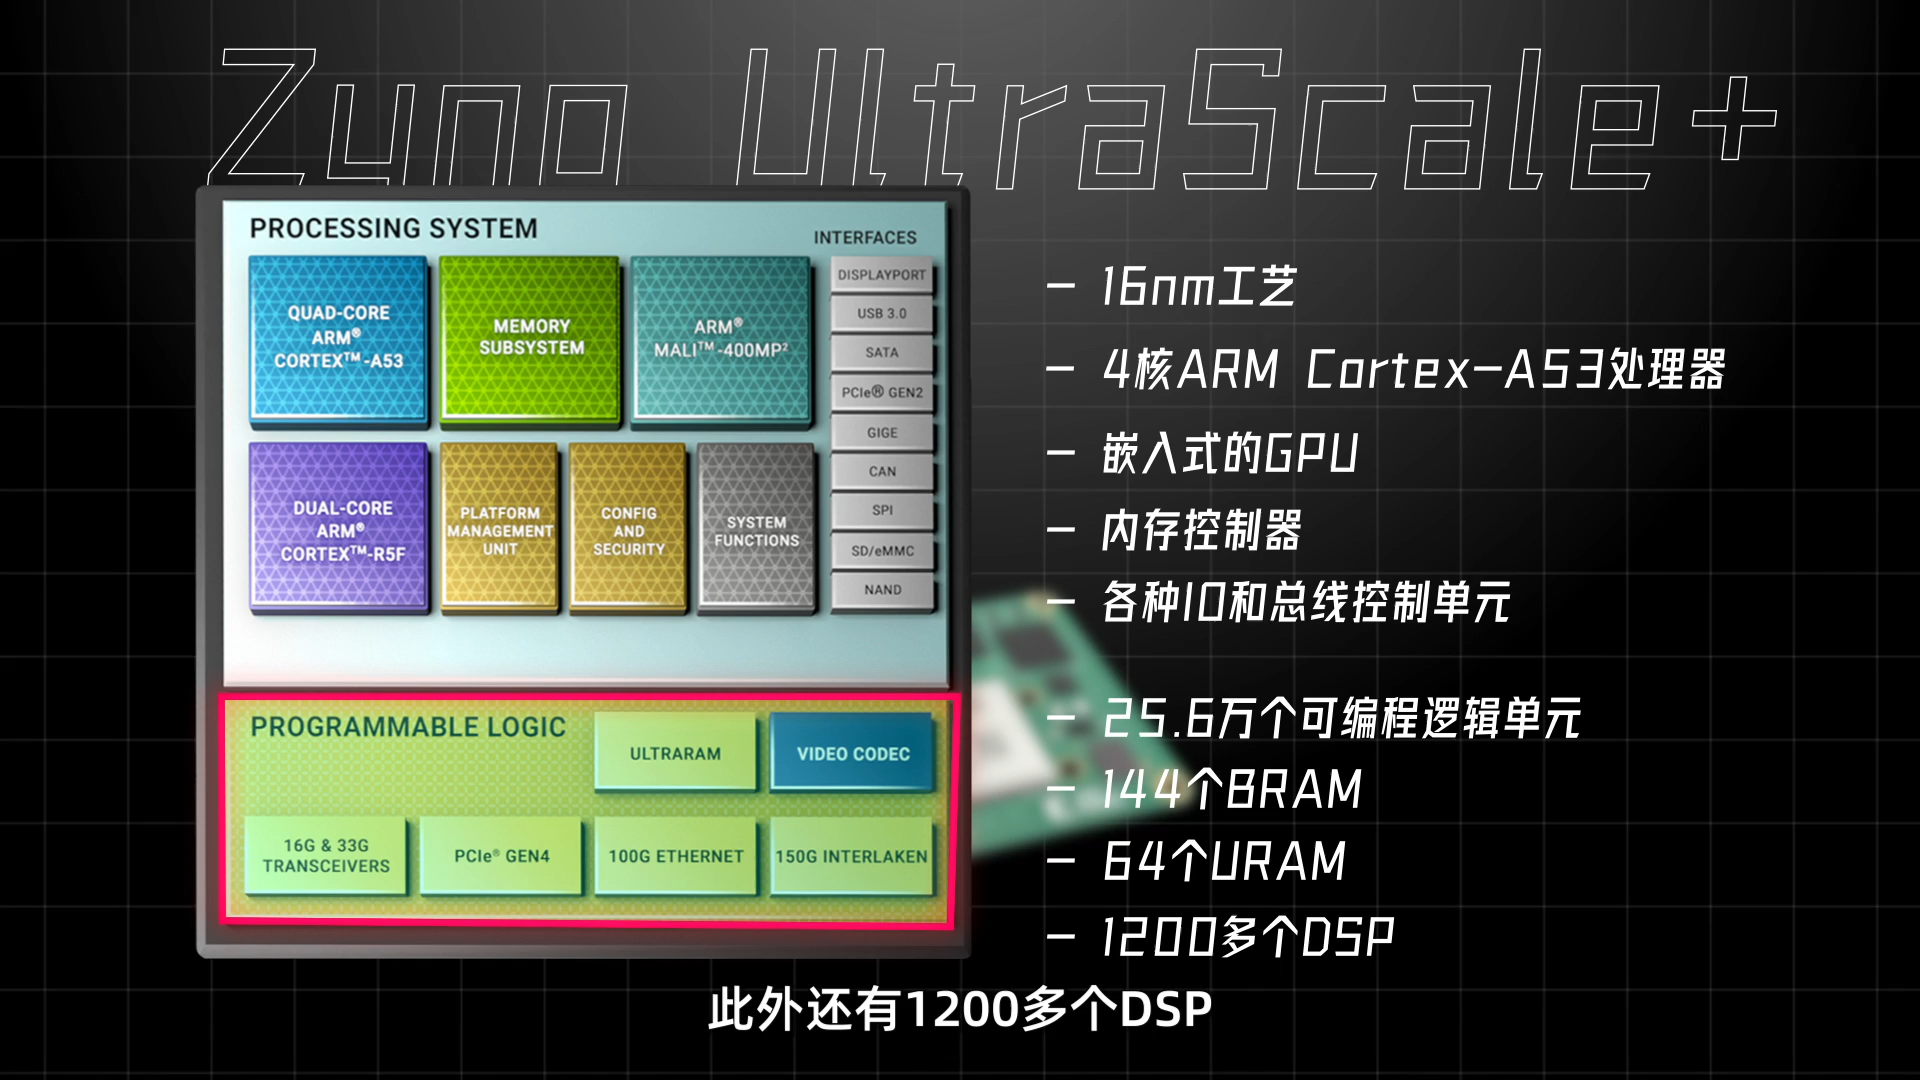 Zynq UltraScale+
PROCESSING SYSTEM
INTERFACES
QUAD-CORE
ARM®
CORTEX™-A53
MEMORY
SUBSYSTEM
ARM®
MALI™-400MP²
DISPLAYPORT
USB 3.0
SATA
PCIe® GEN2
GIGE
CAN
SPI
SD/eMMC
NAND
DUAL-CORE
ARM®
CORTEX™-R5F
PLATFORM
MANAGEMENT
UNIT
CONFIG
AND
SECURITY
SYSTEM
FUNCTIONS
PROGRAMMABLE LOGIC
ULTRARAM
VIDEO CODEC
16G & 33G
TRANSCEIVERS
PCIe® GEN4
100G ETHERNET
150G INTERLAKEN
- 16nm工艺
- 4核ARM Cortex-A53处理器
- 嵌入式的GPU
- 内存控制器
- 各种IO和总线控制单元
- 25.6万个可编程逻辑单元
- 144个BRAM
- 64个URAM
- 1200多个DSP
此外还有1200多个DSP